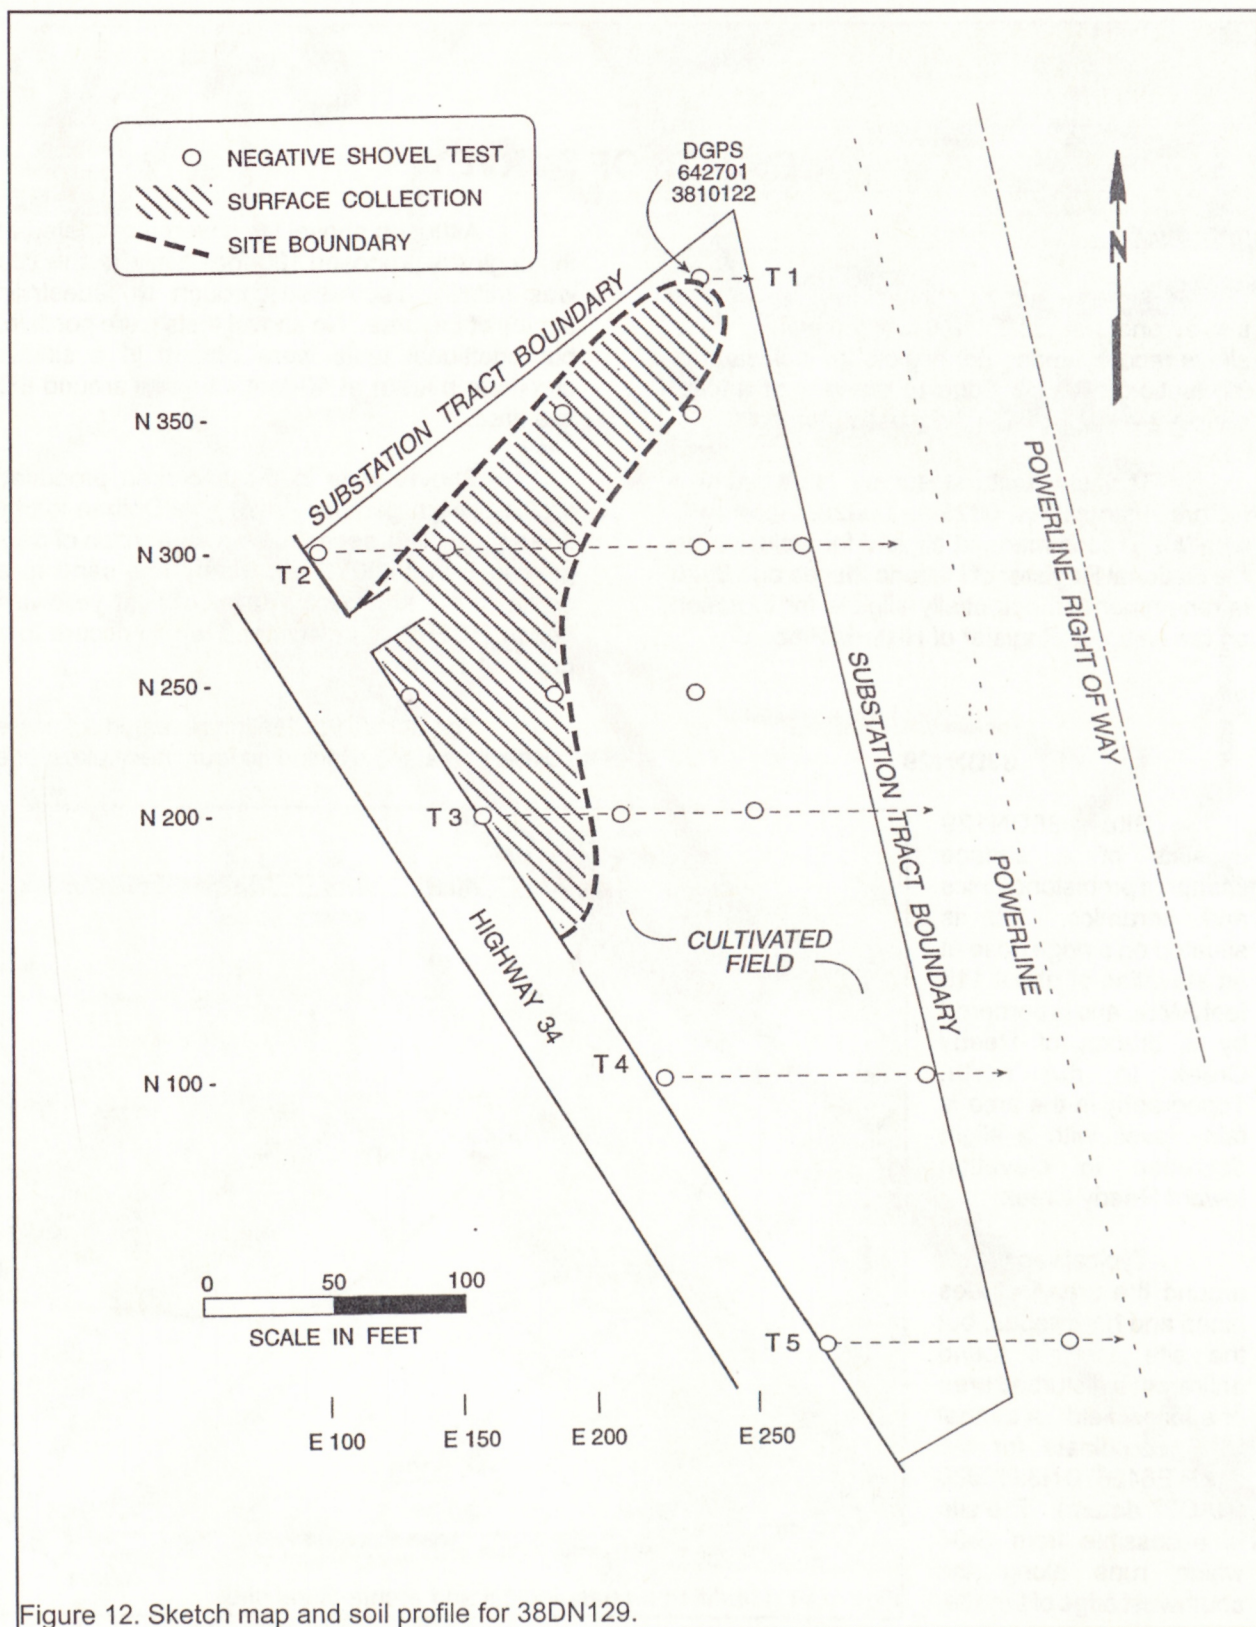 NEGATIVE SHOVEL TEST
SURFACE COLLECTION
SITE BOUNDARY
DGPS
642701
3810122
T 1
N
SUBSTATION TRACT BOUNDARY
N 350 -
POWERLINE RIGHT OF WAY
N 300 -
T 2
N 250 -
SUBSTATION TRACT BOUNDARY
N 200 -
T 3
POWERLINE
HIGHWAY 34
CULTIVATED
FIELD
T 4
N 100 -
0 50 100
SCALE IN FEET
T 5
E 100 E 150 E 200 E 250
Figure 12. Sketch map and soil profile for 38DN129.